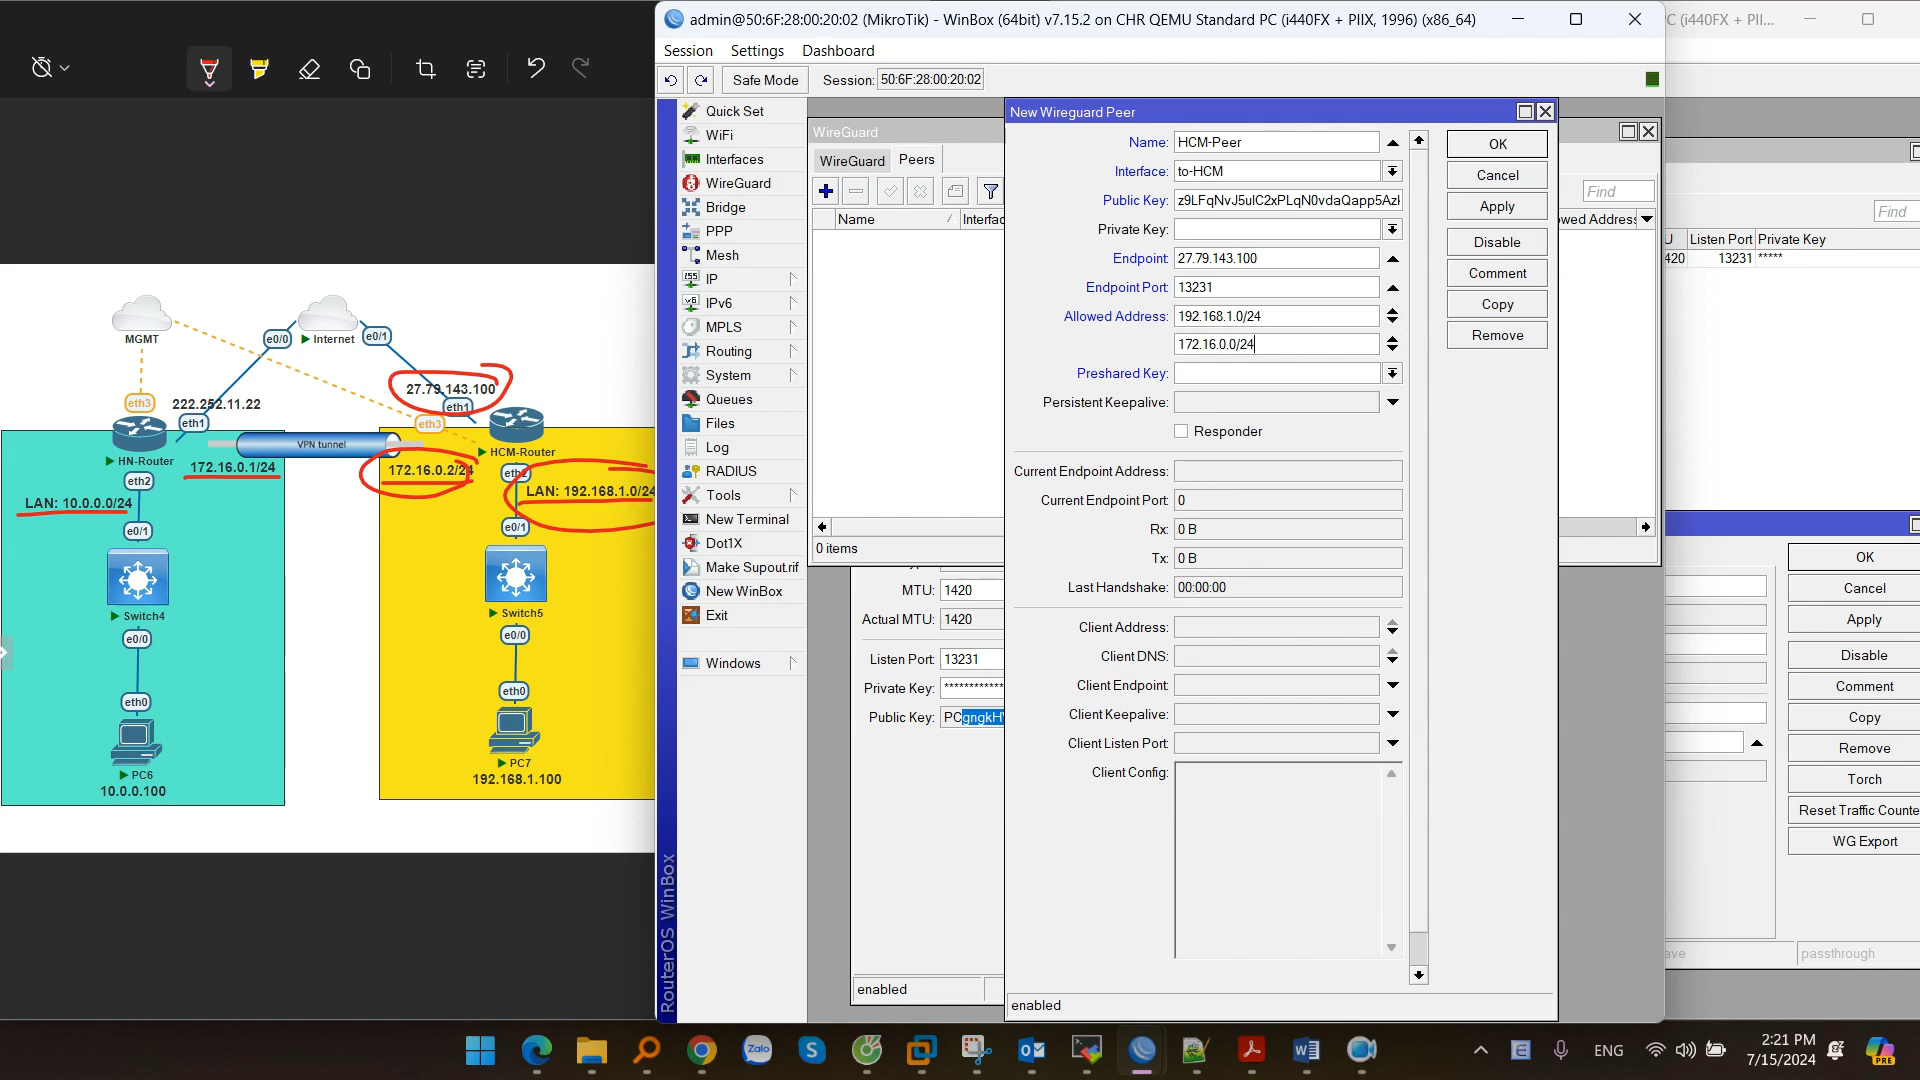 admin@50:6F:28:00:20:02 (MikroTik) - WinBox (64bit) v7.15.2 on CHR QEMU Standard PC (i440FX + PIIX, 1996) (x86_64)
C (i440FX + PII...
Session Settings Dashboard
Safe Mode Session: 50:6F:28:00:20:02
Quick Set
WiFi
Interfaces
WireGuard
Bridge
PPP
Mesh
IP
IPv6
MPLS
Routing
System
Queues
Files
Log
RADIUS
Tools
New Terminal
Dot1X
Make Supout.rif
New WinBox
Exit
Windows
RouterOS WinBox
WireGuard
WireGuard Peers
Find
Name Interfac owed Address
0 items
MTU: 1420
Actual MTU: 1420
Listen Port: 13231
Private Key: ************
Public Key: PCgngkH
enabled
New Wireguard Peer
Name: HCM-Peer
Interface: to-HCM
Public Key: z9LFqNvJ5ulC2xPLqN0vdaQapp5Azl
Private Key:
Endpoint: 27.79.143.100
Endpoint Port: 13231
Allowed Address: 192.168.1.0/24
172.16.0.0/24
Preshared Key:
Persistent Keepalive:
Responder
Current Endpoint Address:
Current Endpoint Port: 0
Rx: 0 B
Tx: 0 B
Last Handshake: 00:00:00
Client Address:
Client DNS:
Client Endpoint:
Client Keepalive:
Client Listen Port:
Client Config:
enabled
OK
Cancel
Apply
Disable
Comment
Copy
Remove
Find
U Listen Port Private Key
420 13231 *****
OK
Cancel
Apply
Disable
Comment
Copy
Remove
Torch
Reset Traffic Counte
WG Export
ave passthrough
MGMT
Internet
e0/0
e0/1
27.79.143.100
eth1
eth3
222.252.11.22
eth1
eth3
VPN tunnel
HN-Router
HCM-Router
172.16.0.1/24
172.16.0.2/24
eth2
eth2
LAN: 10.0.0.0/24
LAN: 192.168.1.0/24
e0/1
e0/1
Switch4
Switch5
e0/0
e0/0
eth0
eth0
PC6
10.0.0.100
PC7
192.168.1.100
Zalo
ENG
2:21 PM
7/15/2024
PRE